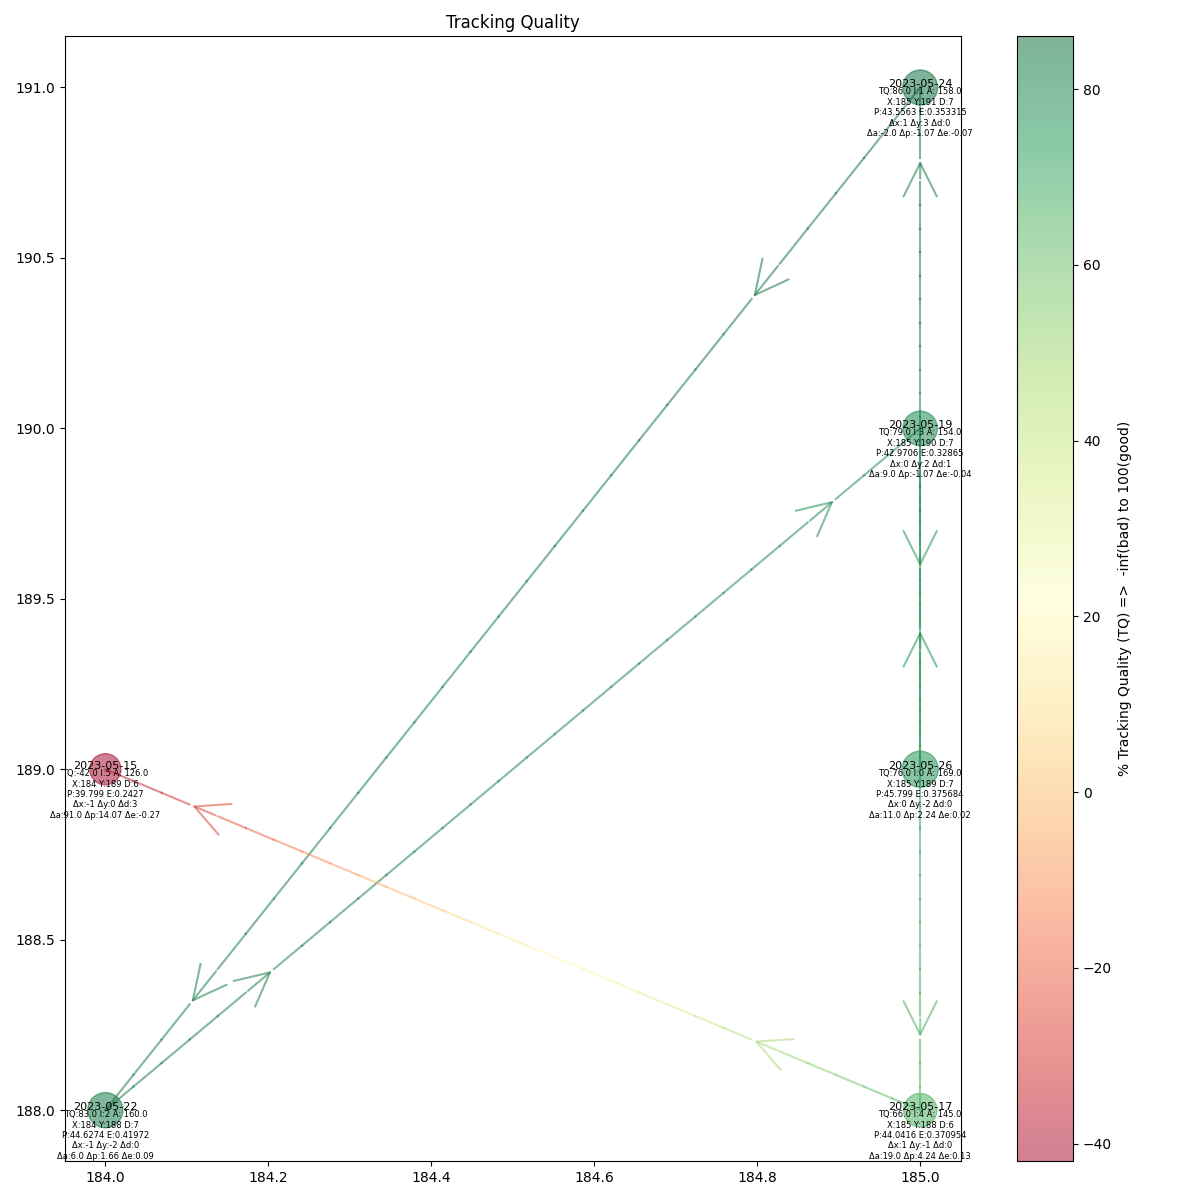 Tracking Quality
191.0
190.5
190.0
189.5
189.0
188.5
188.0
184.0
184.2
184.4
184.6
184.8
185.0
2023-05-24
TQ:86.0 I:1 A: 158.0
X:185 Y:191 D:7
P:43.5563 E:0.353315
Δx:1 Δy:3 Δd:0
Δa:-2.0 Δp:-1.07 Δe:-0.07
2023-05-19
TQ:79.0 I:3 A: 154.0
X:185 Y:190 D:7
P:42.9706 E:0.32865
Δx:0 Δy:2 Δd:1
Δa:9.0 Δp:-1.07 Δe:-0.04
2023-05-15
TQ:-42.0 I:5 A: 126.0
X:184 Y:189 D:6
P:39.799 E:0.2427
Δx:-1 Δy:0 Δd:3
Δa:91.0 Δp:14.07 Δe:-0.27
2023-05-26
TQ:76.0 I:0 A: 169.0
X:185 Y:189 D:7
P:45.799 E:0.375684
Δx:0 Δy:-2 Δd:0
Δa:11.0 Δp:2.24 Δe:0.02
2023-05-22
TQ:83.0 I:2 A: 160.0
X:184 Y:188 D:7
P:44.6274 E:0.41972
Δx:-1 Δy:-2 Δd:0
Δa:6.0 Δp:1.66 Δe:0.09
2023-05-17
TQ:66.0 I:4 A: 145.0
X:185 Y:188 D:6
P:44.0416 E:0.370954
Δx:1 Δy:-1 Δd:0
Δa:19.0 Δp:4.24 Δe:0.13
80
60
40
20
0
−20
−40
% Tracking Quality (TQ) => -inf(bad) to 100(good)